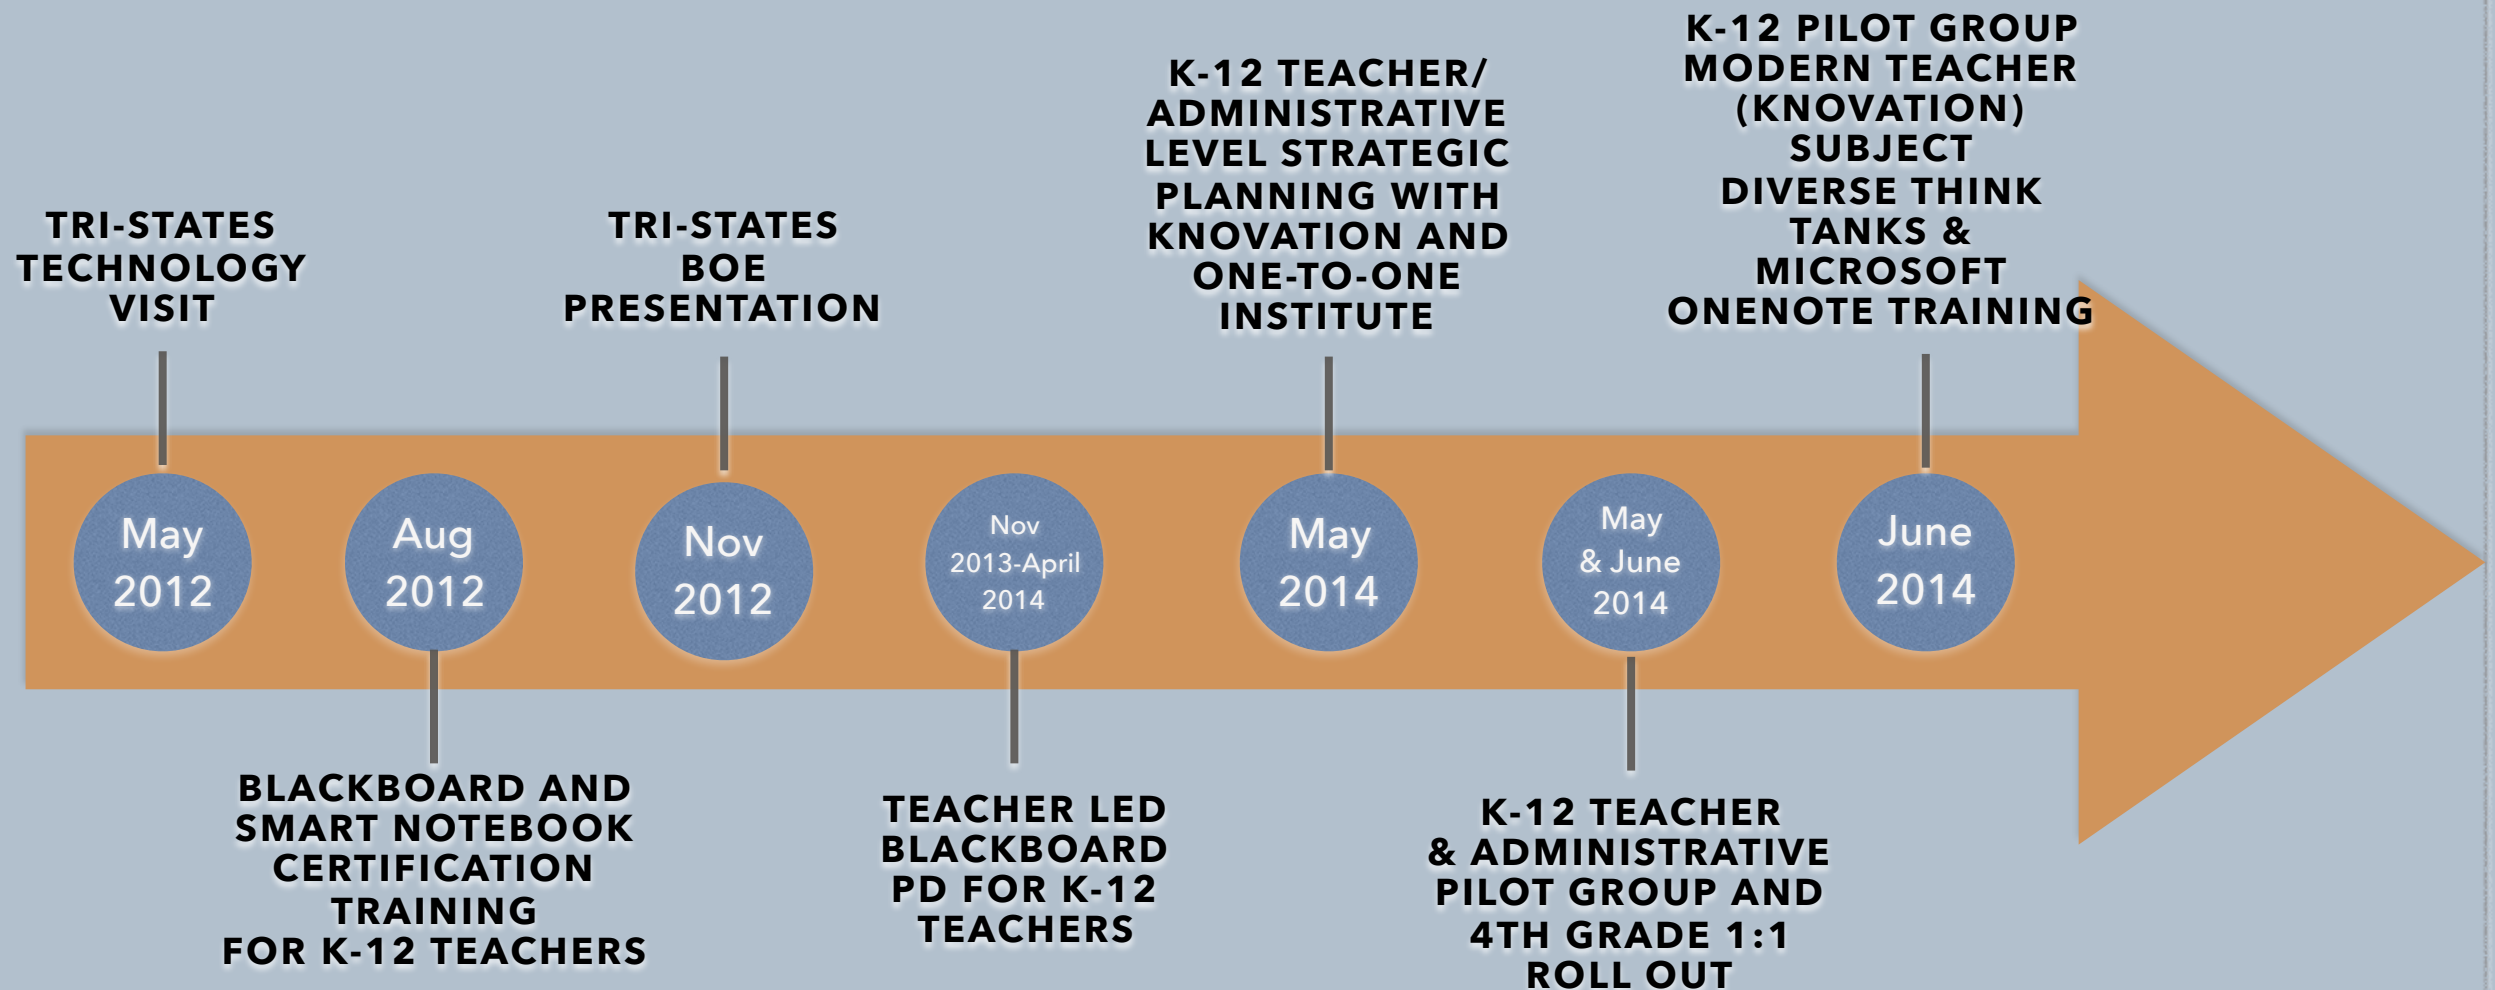 TRI-STATES
TECHNOLOGY
VISIT
May
2012
Aug
2012
BLACKBOARD AND
SMART NOTEBOOK
CERTIFICATION
TRAINING
FOR K-12 TEACHERS
TRI-STATES
BOE
PRESENTATION
Nov
2012
Nov
2013-April
2014
TEACHER LED
BLACKBOARD
PD FOR K-12
TEACHERS
K-12 TEACHER/
ADMINISTRATIVE
LEVEL STRATEGIC
PLANNING WITH
KNOVATION AND
ONE-TO-ONE
INSTITUTE
May
2014
May
& June
2014
K-12 TEACHER
& ADMINISTRATIVE
PILOT GROUP AND
4TH GRADE 1:1
ROLL OUT
K-12 PILOT GROUP
MODERN TEACHER
(KNOVATION)
SUBJECT
DIVERSE THINK
TANKS &
MICROSOFT
ONENOTE TRAINING
June
2014